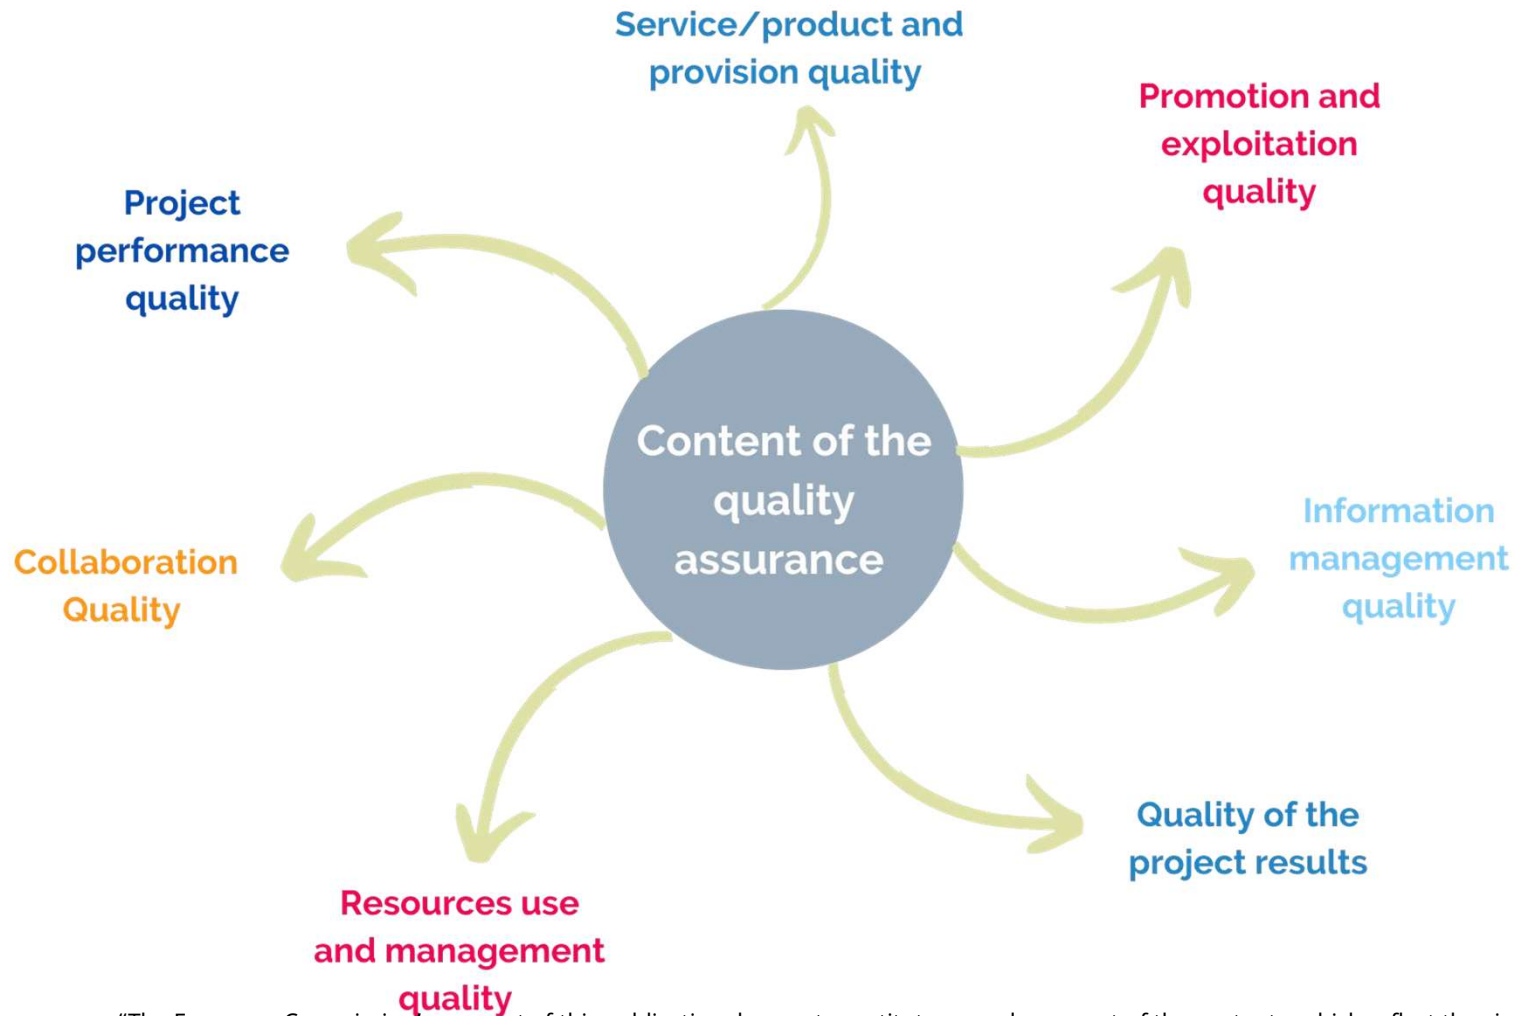 Service/product and
provision quality
Promotion and
exploitation
quality
Project
performance
quality
Content of the
quality
assurance
Information
management
quality
Collaboration
Quality
Quality of the
project results
Resources use
and management
quality